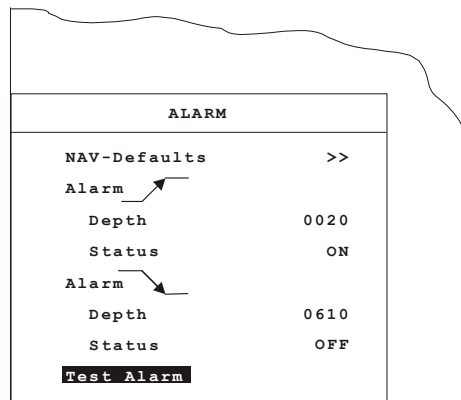 ALARM
NAV-Defaults >>
Alarm
Depth 0020
Status ON
Alarm
Depth 0610
Status OFF
Test Alarm